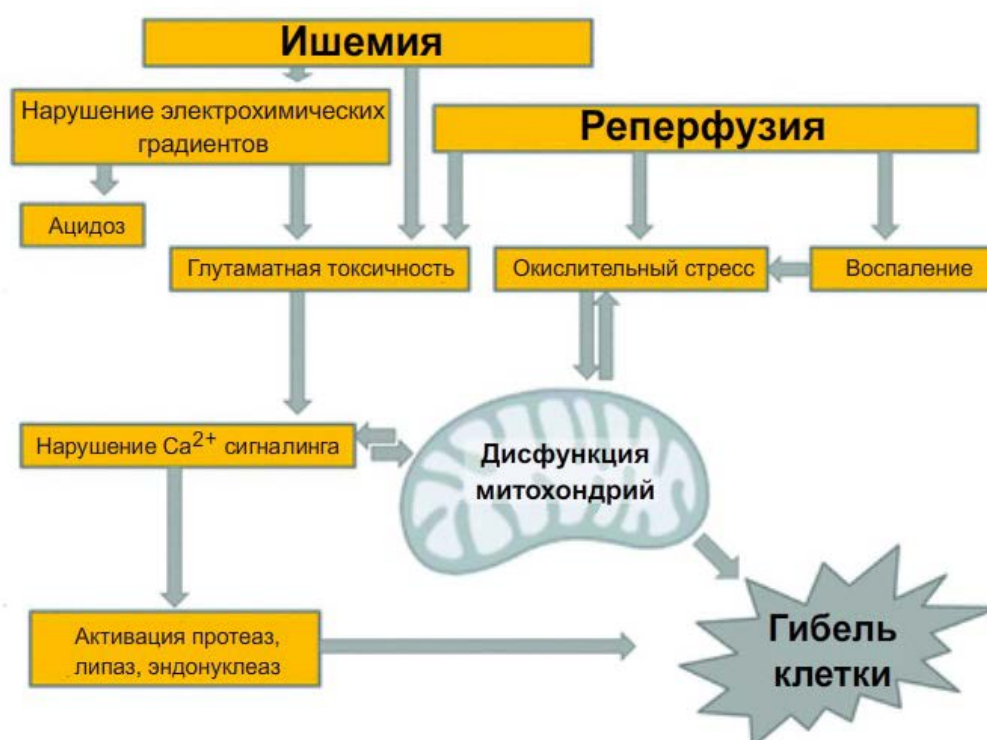 Ишемия
Нарушение электрохимических
градиентов
Реперфузия
Ацидоз
Глутаматная токсичность
Окислительный стресс
Воспаление
Нарушение Ca²⁺ сигналинга
Дисфункция
митохондрий
Активация протеаз,
липаз, эндонуклеаз
Гибель
клетки